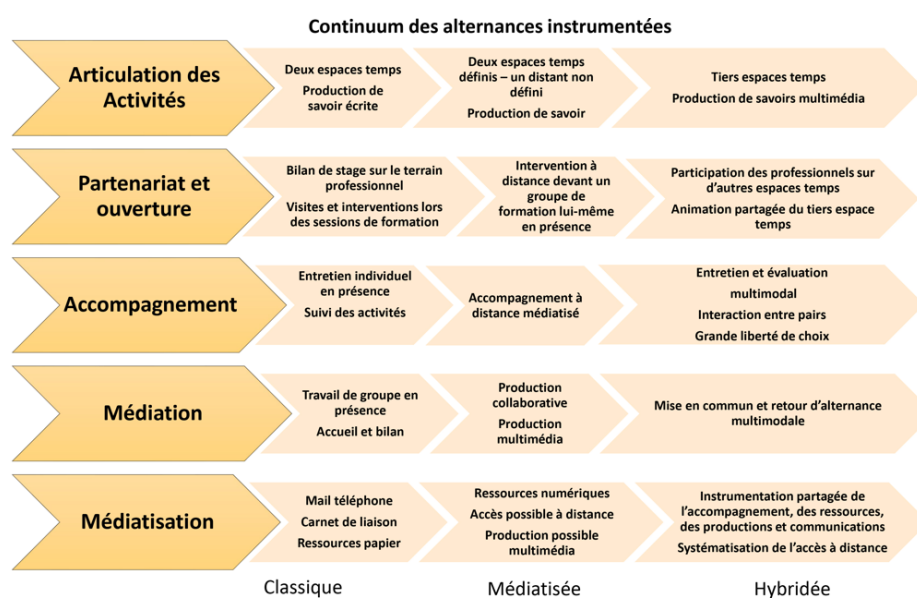 Continuum des alternances instrumentées
Articulation des
Activités
Deux espaces temps
Production de
savoir écrite
Deux espaces temps
définis – un distant non
défini
Production de savoir
Tiers espaces temps
Production de savoirs multimédia
Partenariat et
ouverture
Bilan de stage sur le terrain
professionnel
Visites et interventions lors
des sessions de formation
Intervention à
distance devant un
groupe de
formation lui-même
en présence
Participation des professionnels sur
d'autres espaces temps
Animation partagée du tiers espace
temps
Accompagnement
Entretien individuel
en présence
Suivi des activités
Accompagnement à
distance médiatisé
Entretien et évaluation
multimodal
Interaction entre pairs
Grande liberté de choix
Médiation
Travail de groupe en
présence
Accueil et bilan
Production
collaborative
Production
multimédia
Mise en commun et retour d'alternance
multimodale
Médiatisation
Mail téléphone
Carnet de liaison
Ressources papier
Ressources numériques
Accès possible à distance
Production possible
multimédia
Instrumentation partagée de
l'accompagnement, des ressources,
des productions et communications
Systématisation de l'accès à distance
Classique
Médiatisée
Hybridée